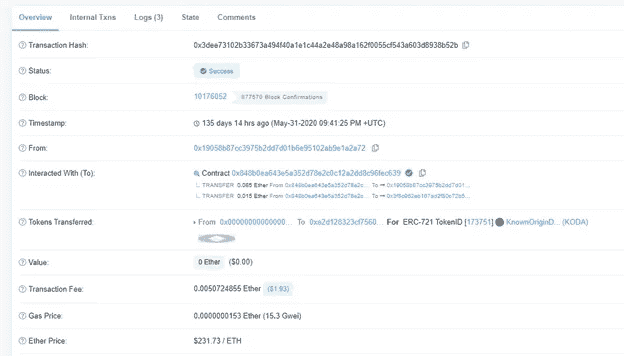 Overview Internal Txns Logs (3) State Comments
Transaction Hash: 0x3dee73102b33673a494f40a1e1c44a2e48a98a162f0055cf543a603d8938b52b
Status: Success
Block: 10176052 877579 Block Confirmations
Timestamp: 135 days 14 hrs ago (May-31-2020 09:41:25 PM +UTC)
From: 0x19058b87cc3975b2dd7d01b6e95102ab9e1a2a72
Interacted With (To): Contract 0x848b0ea643e5a352d78e2c0c12a2dd8c96fec639
TRANSFER 0.085 Ether From 0x848b0ea643e5a352d78e2c... To 0x19058b87cc3975b2dd7d01...
TRANSFER 0.015 Ether From 0x848b0ea643e5a352d78e2c... To
Tokens Transferred: From 0x00000000000000... To 0xa2d128323cf7560... For ERC-721 TokenID [173751] KnownOriginD... (KODA)
Value: 0 Ether ($0.00)
Transaction Fee: 0.0050724855 Ether ($1.93)
Gas Price: 0.0000000153 Ether (15.3 Gwei)
Ether Price: $231.73 / ETH